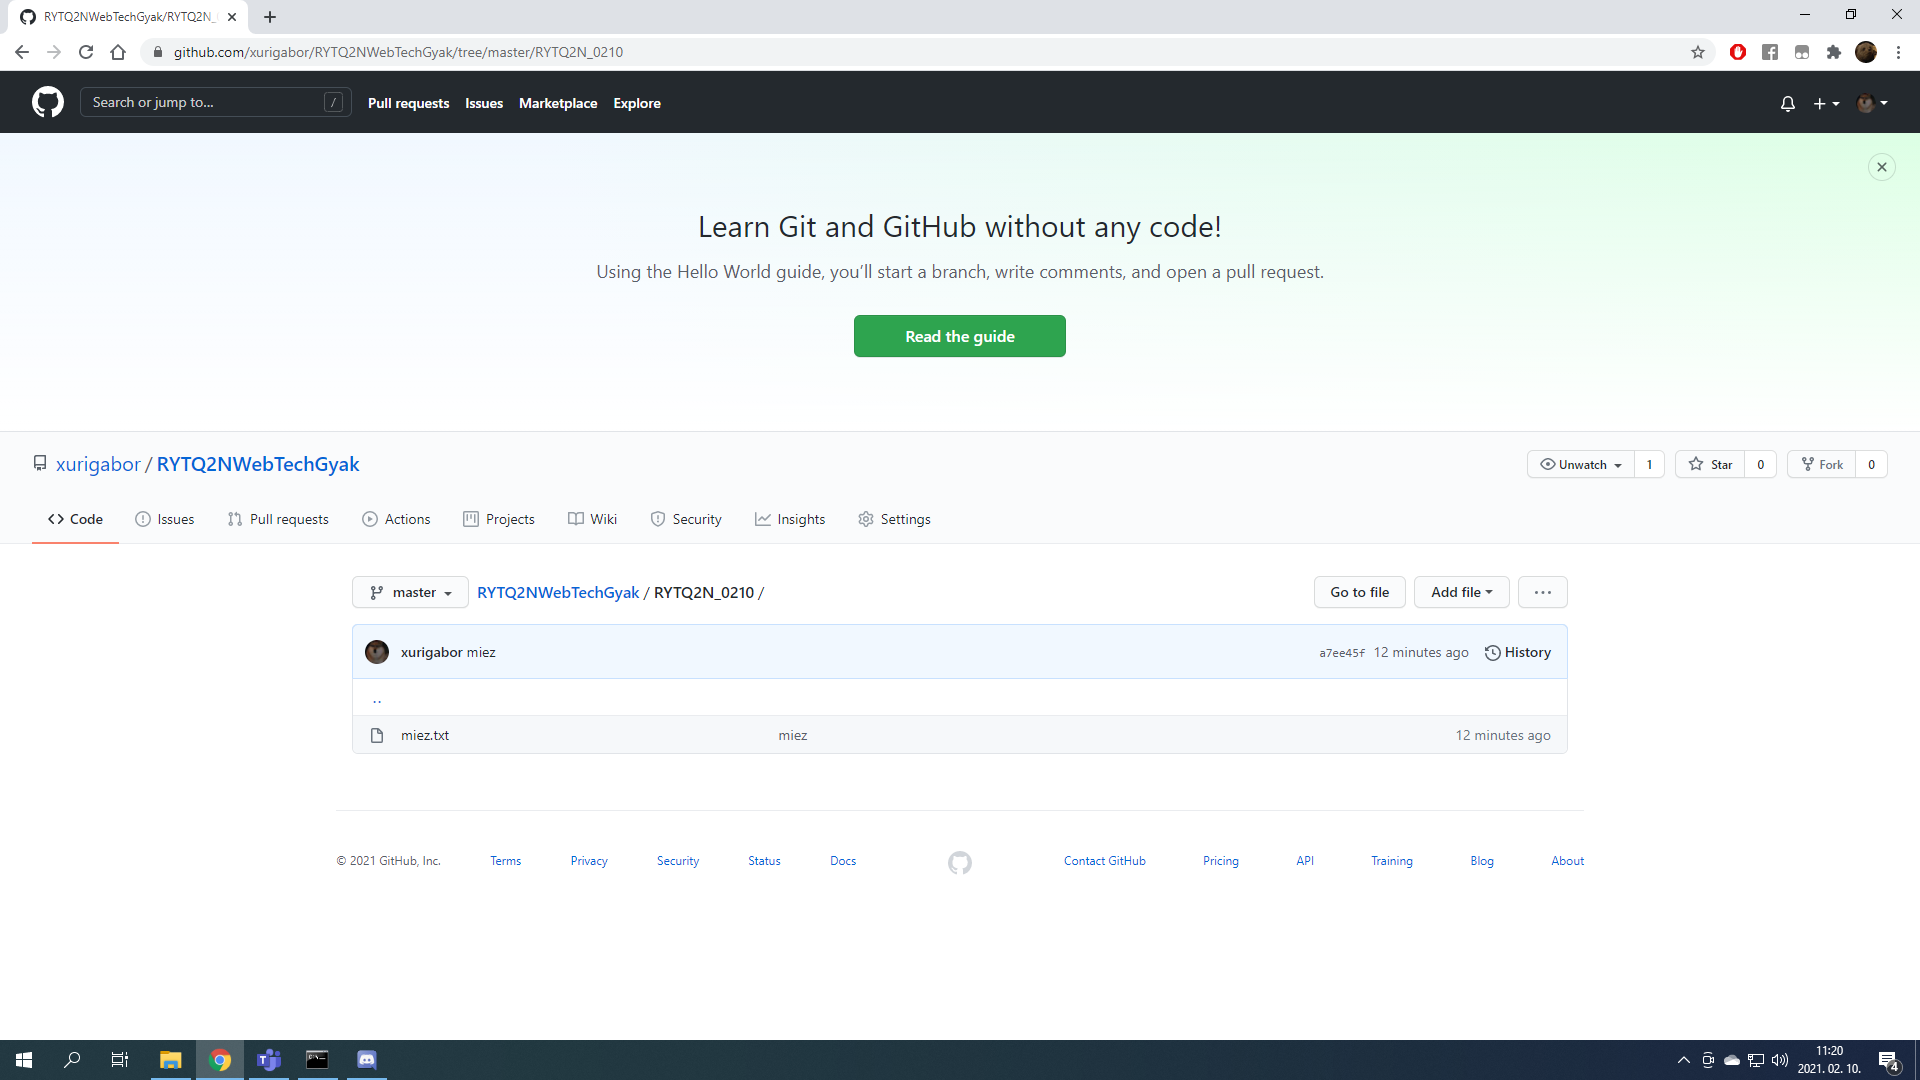 RYTQ2NWebTechGyak/RYTQ2N_
github.com/xurigabor/RYTQ2NWebTechGyak/tree/master/RYTQ2N_0210
Search or jump to... /
Pull requests Issues Marketplace Explore
Learn Git and GitHub without any code!
Using the Hello World guide, you’ll start a branch, write comments, and open a pull request.
Read the guide
xurigabor / RYTQ2NWebTechGyak
Unwatch 1 Star 0 Fork 0
Code Issues Pull requests Actions Projects Wiki Security Insights Settings
master RYTQ2NWebTechGyak / RYTQ2N_0210 /
Go to file Add file ...
xurigabor miez a7ee45f 12 minutes ago History
..
miez.txt miez 12 minutes ago
© 2021 GitHub, Inc. Terms Privacy Security Status Docs Contact GitHub Pricing API Training Blog About
11:20
2021. 02. 10.
4